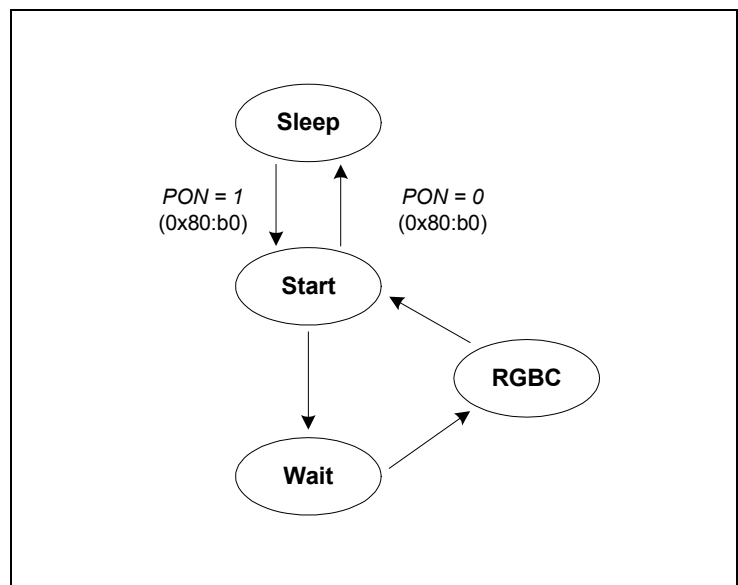 Sleep
PON = 1
(0x80:b0)
PON = 0
(0x80:b0)
Start
RGBC
Wait